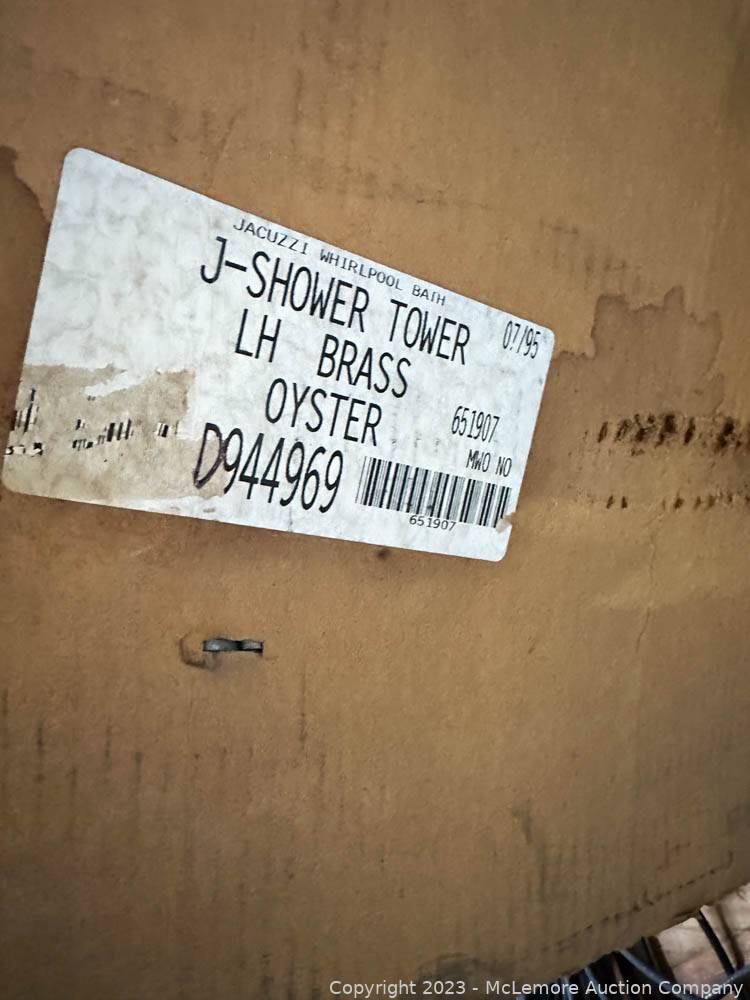 JACUZZI WHIRLPOOL BATH
J-SHOWER TOWER
07/95
LH BRASS
OYSTER
651907
MWO NO
D944969
651907
Copyright 2023 - McLemore Auction Company